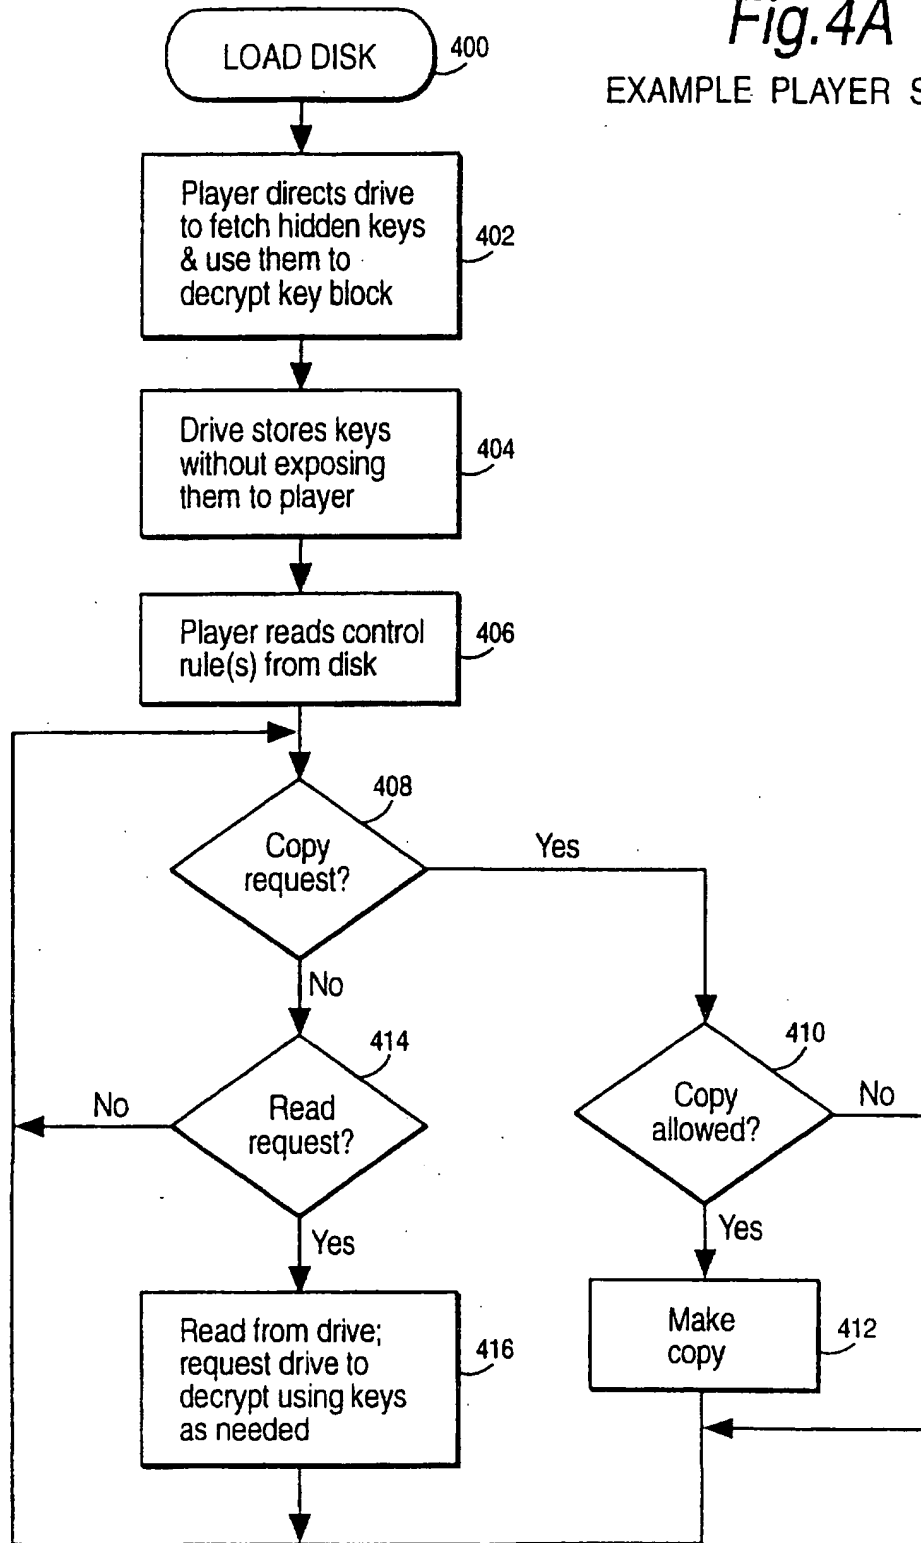 Fig.4A
EXAMPLE PLAYER S
LOAD DISK
400
Player directs drive
to fetch hidden keys
& use them to
decrypt key block
402
Drive stores keys
without exposing
them to player
404
Player reads control
rule(s) from disk
406
408
Copy
request?
Yes
No
414
Read
request?
No
Yes
410
Copy
allowed?
No
Yes
Read from drive;
request drive to
decrypt using keys
as needed
416
Make
copy
412